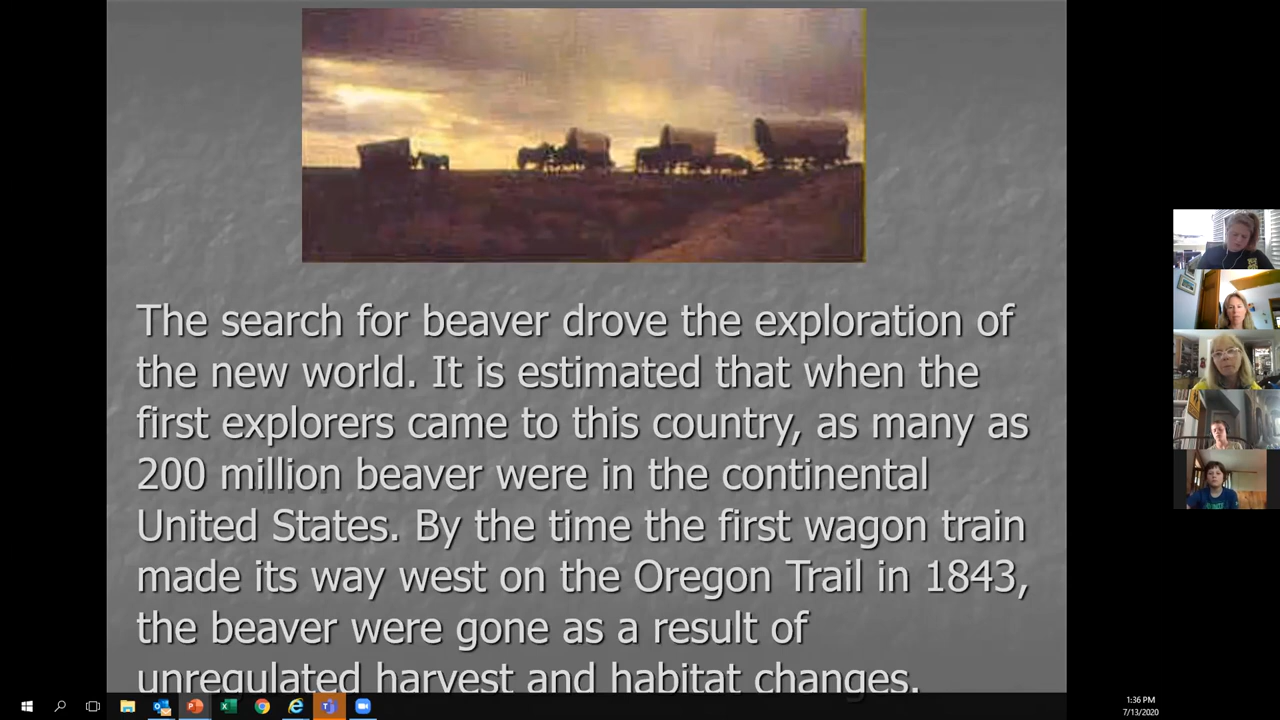 The search for beaver drove the exploration of
the new world. It is estimated that when the
first explorers came to this country, as many as
200 million beaver were in the continental
United States. By the time the first wagon train
made its way west on the Oregon Trail in 1843,
the beaver were gone as a result of
unregulated harvest and habitat changes.
1:36 PM
7/13/2020